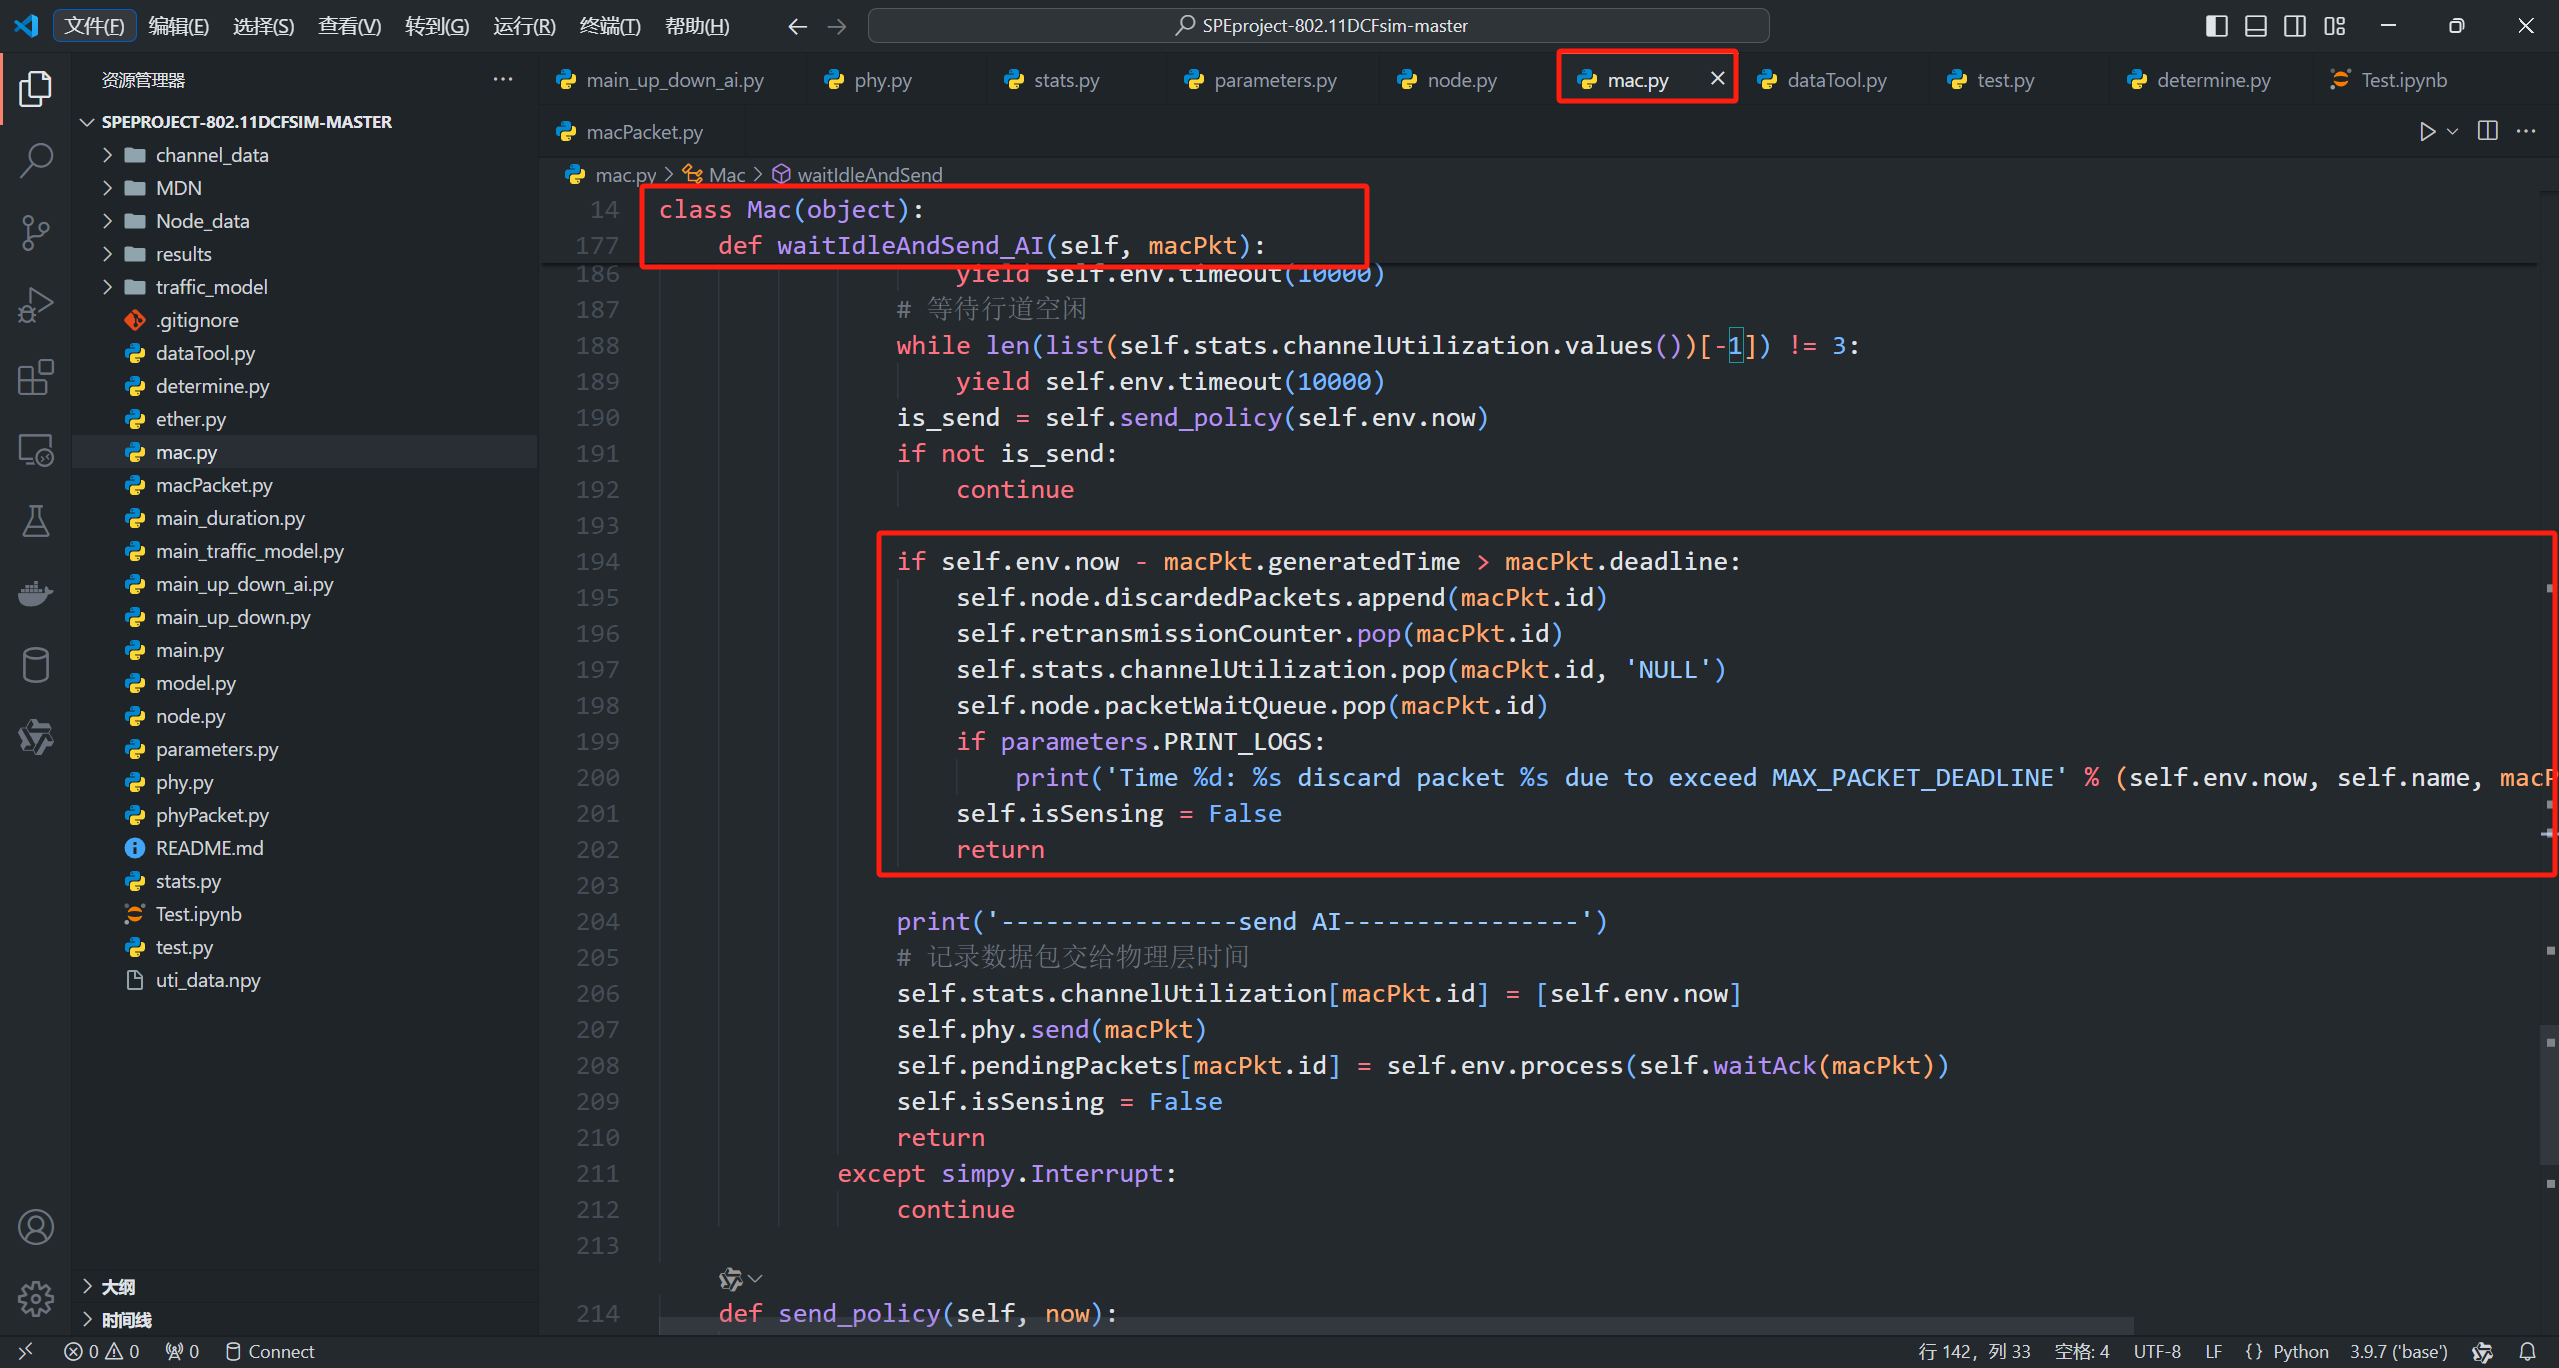 文件(F) 编辑(E) 选择(S) 查看(V) 转到(G) 运行(R) 终端(T) 帮助(H) SPEproject-802.11DCFsim-master
资源管理器
main_up_down_ai.py phy.py stats.py parameters.py node.py mac.py dataTool.py test.py determine.py Test.ipynb
macPacket.py
mac.py > Mac > waitIdleAndSend
SPEPROJECT-802.11DCFSIM-MASTER
channel_data
MDN
Node_data
results
traffic_model
.gitignore
dataTool.py
determine.py
ether.py
mac.py
macPacket.py
main_duration.py
main_traffic_model.py
main_up_down_ai.py
main_up_down.py
main.py
model.py
node.py
parameters.py
phy.py
phyPacket.py
README.md
stats.py
Test.ipynb
test.py
uti_data.npy
大纲
时间线
14 class Mac(object):
177 def waitIdleAndSend_AI(self, macPkt):
186 yield self.env.timeout(10000)
187 # 等待行道空闲
188 while len(list(self.stats.channelUtilization.values())[-1]) != 3:
189 yield self.env.timeout(10000)
190 is_send = self.send_policy(self.env.now)
191 if not is_send:
192 continue
193
194 if self.env.now - macPkt.generatedTime > macPkt.deadline:
195 self.node.discardedPackets.append(macPkt.id)
196 self.retransmissionCounter.pop(macPkt.id)
197 self.stats.channelUtilization.pop(macPkt.id, 'NULL')
198 self.node.packetWaitQueue.pop(macPkt.id)
199 if parameters.PRINT_LOGS:
200 print('Time %d: %s discard packet %s due to exceed MAX_PACKET_DEADLINE' % (self.env.now, self.name, macP
201 self.isSensing = False
202 return
203
204 print('----------------send AI----------------')
205 # 记录数据包交给物理层时间
206 self.stats.channelUtilization[macPkt.id] = [self.env.now]
207 self.phy.send(macPkt)
208 self.pendingPackets[macPkt.id] = self.env.process(self.waitAck(macPkt))
209 self.isSensing = False
210 return
211 except simpy.Interrupt:
212 continue
213
214 def send_policy(self, now):
0 0 0 Connect 行 142, 列 33 空格: 4 UTF-8 LF {} Python 3.9.7 ('base')